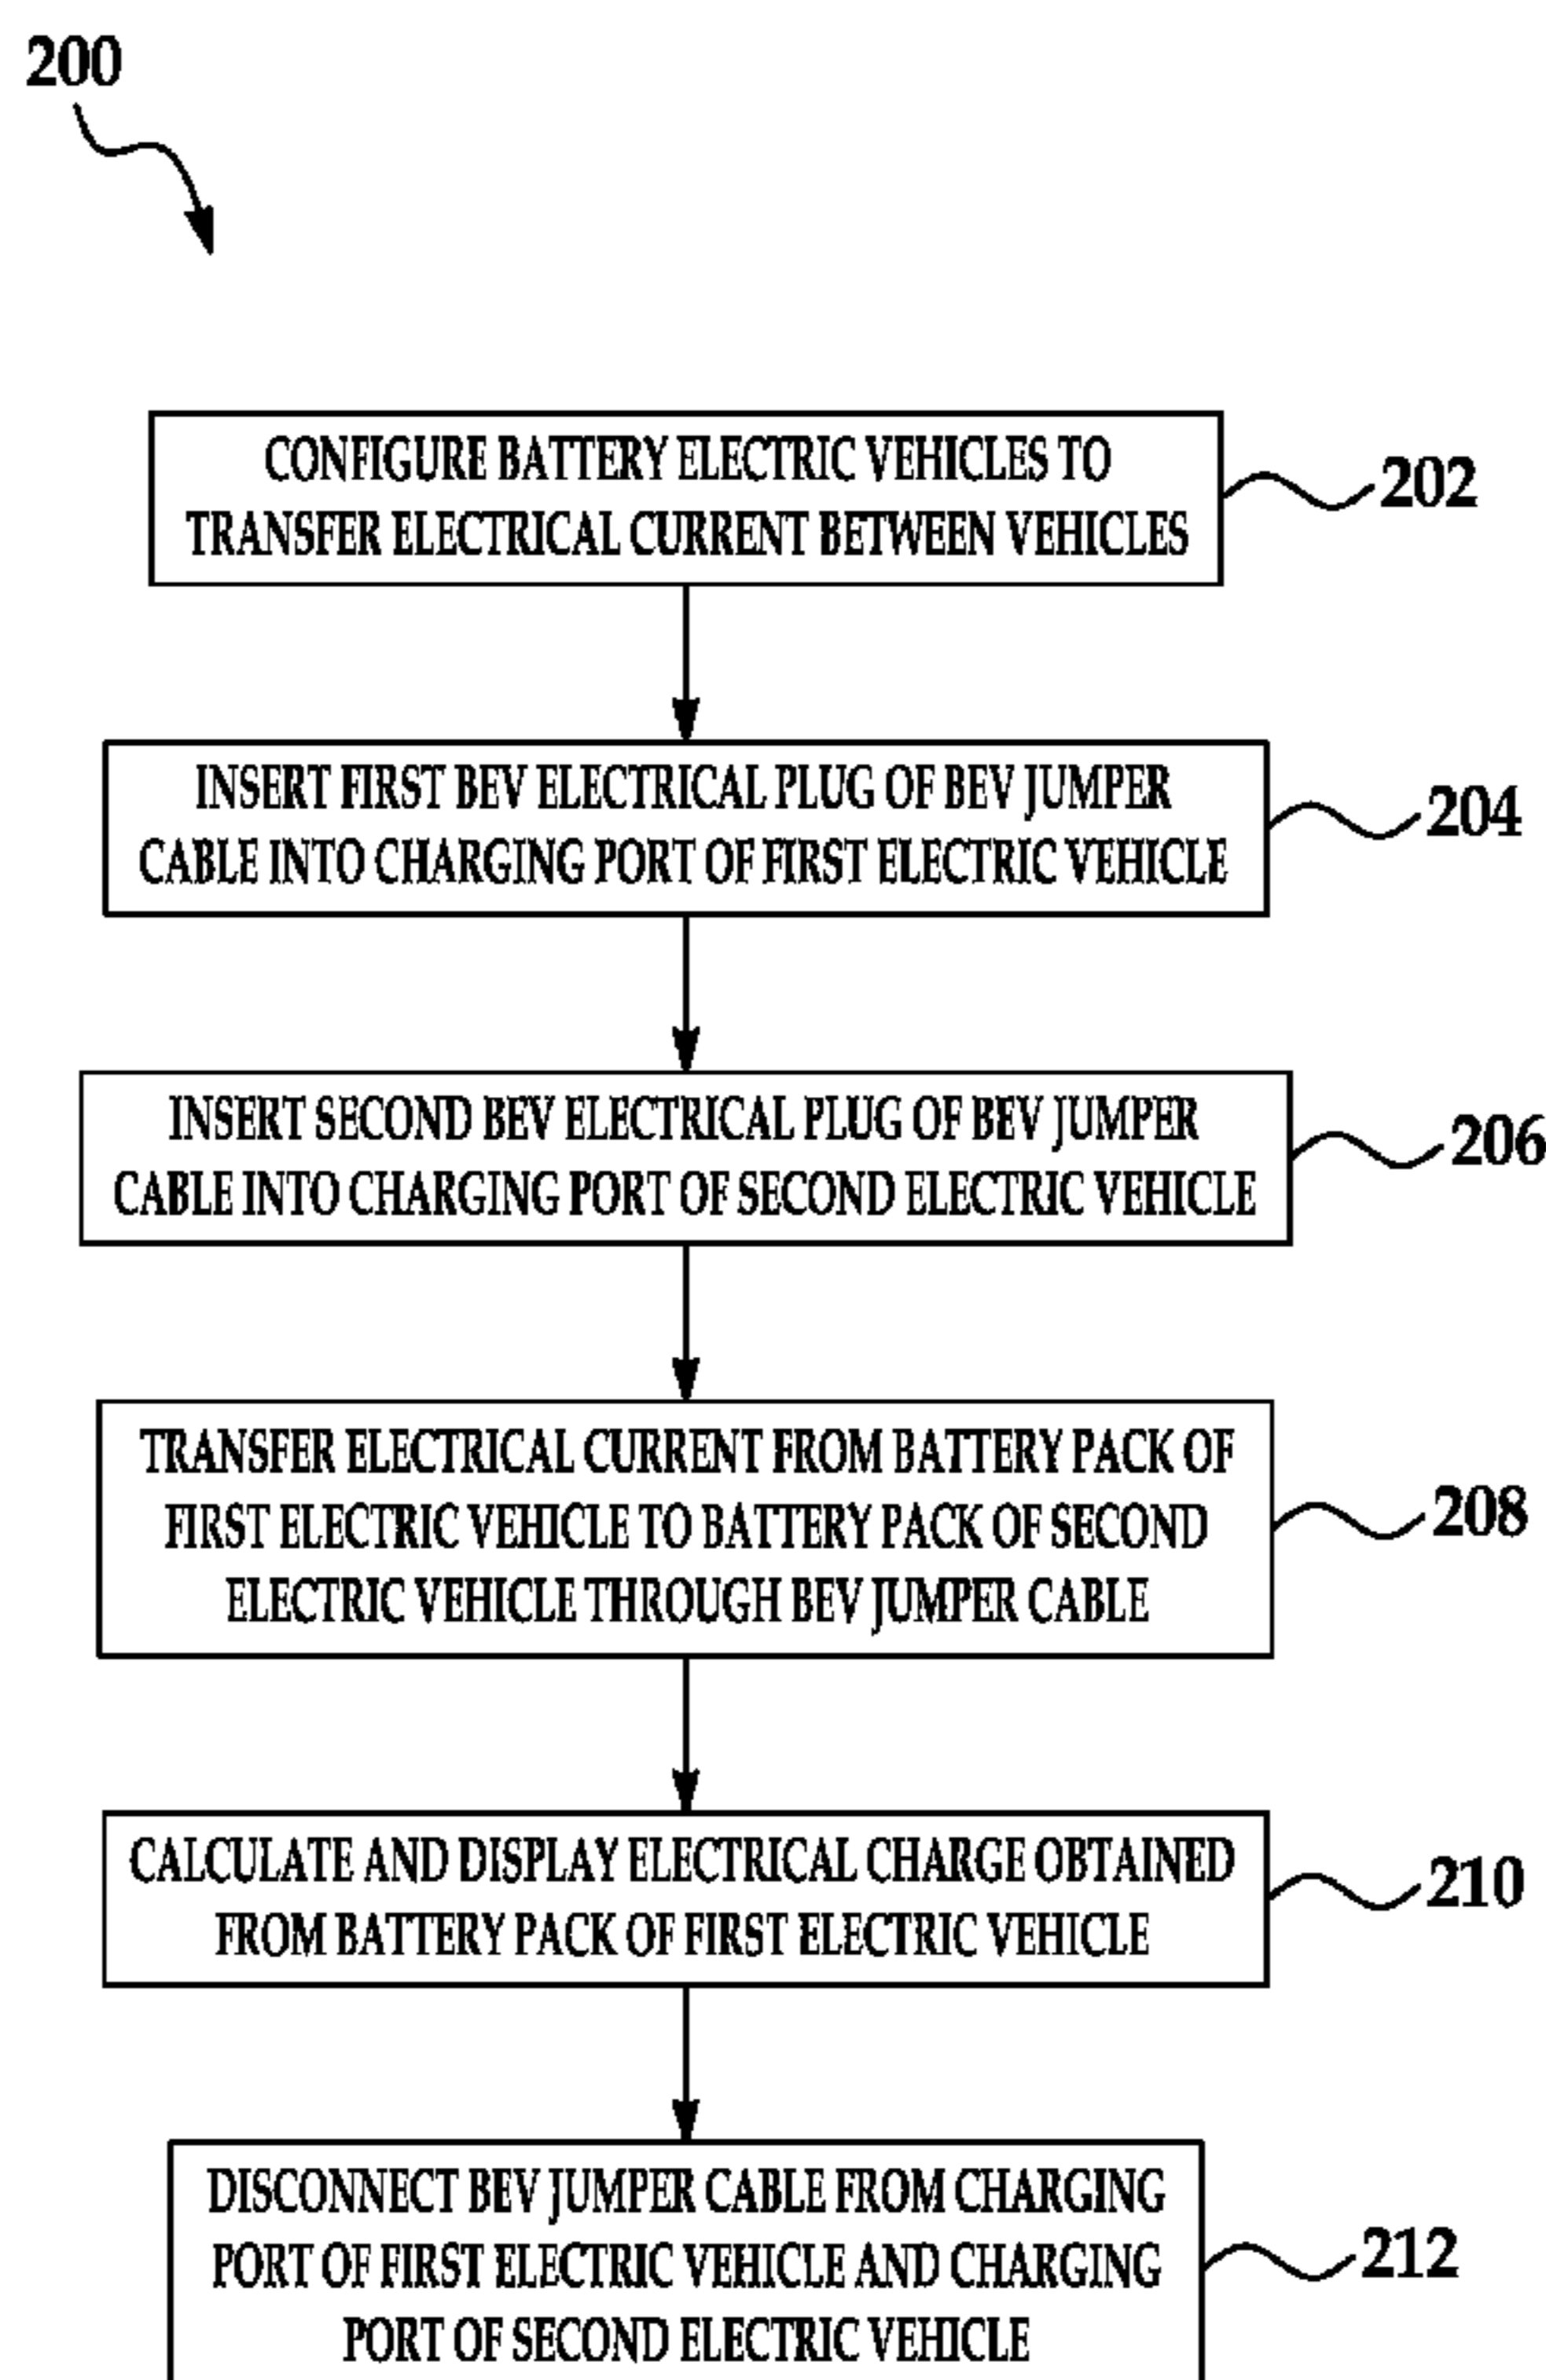 200
CONFIGURE BATTERY ELECTRIC VEHICLES TO
TRANSFER ELECTRICAL CURRENT BETWEEN VEHICLES
202
INSERT FIRST BEV ELECTRICAL PLUG OF BEV JUMPER
CABLE INTO CHARGING PORT OF FIRST ELECTRIC VEHICLE
204
INSERT SECOND BEV ELECTRICAL PLUG OF BEV JUMPER
CABLE INTO CHARGING PORT OF SECOND ELECTRIC VEHICLE
206
TRANSFER ELECTRICAL CURRENT FROM BATTERY PACK OF
FIRST ELECTRIC VEHICLE TO BATTERY PACK OF SECOND
ELECTRIC VEHICLE THROUGH BEV JUMPER CABLE
208
CALCULATE AND DISPLAY ELECTRICAL CHARGE OBTAINED
FROM BATTERY PACK OF FIRST ELECTRIC VEHICLE
210
DISCONNECT BEV JUMPER CABLE FROM CHARGING
PORT OF FIRST ELECTRIC VEHICLE AND CHARGING
PORT OF SECOND ELECTRIC VEHICLE
212